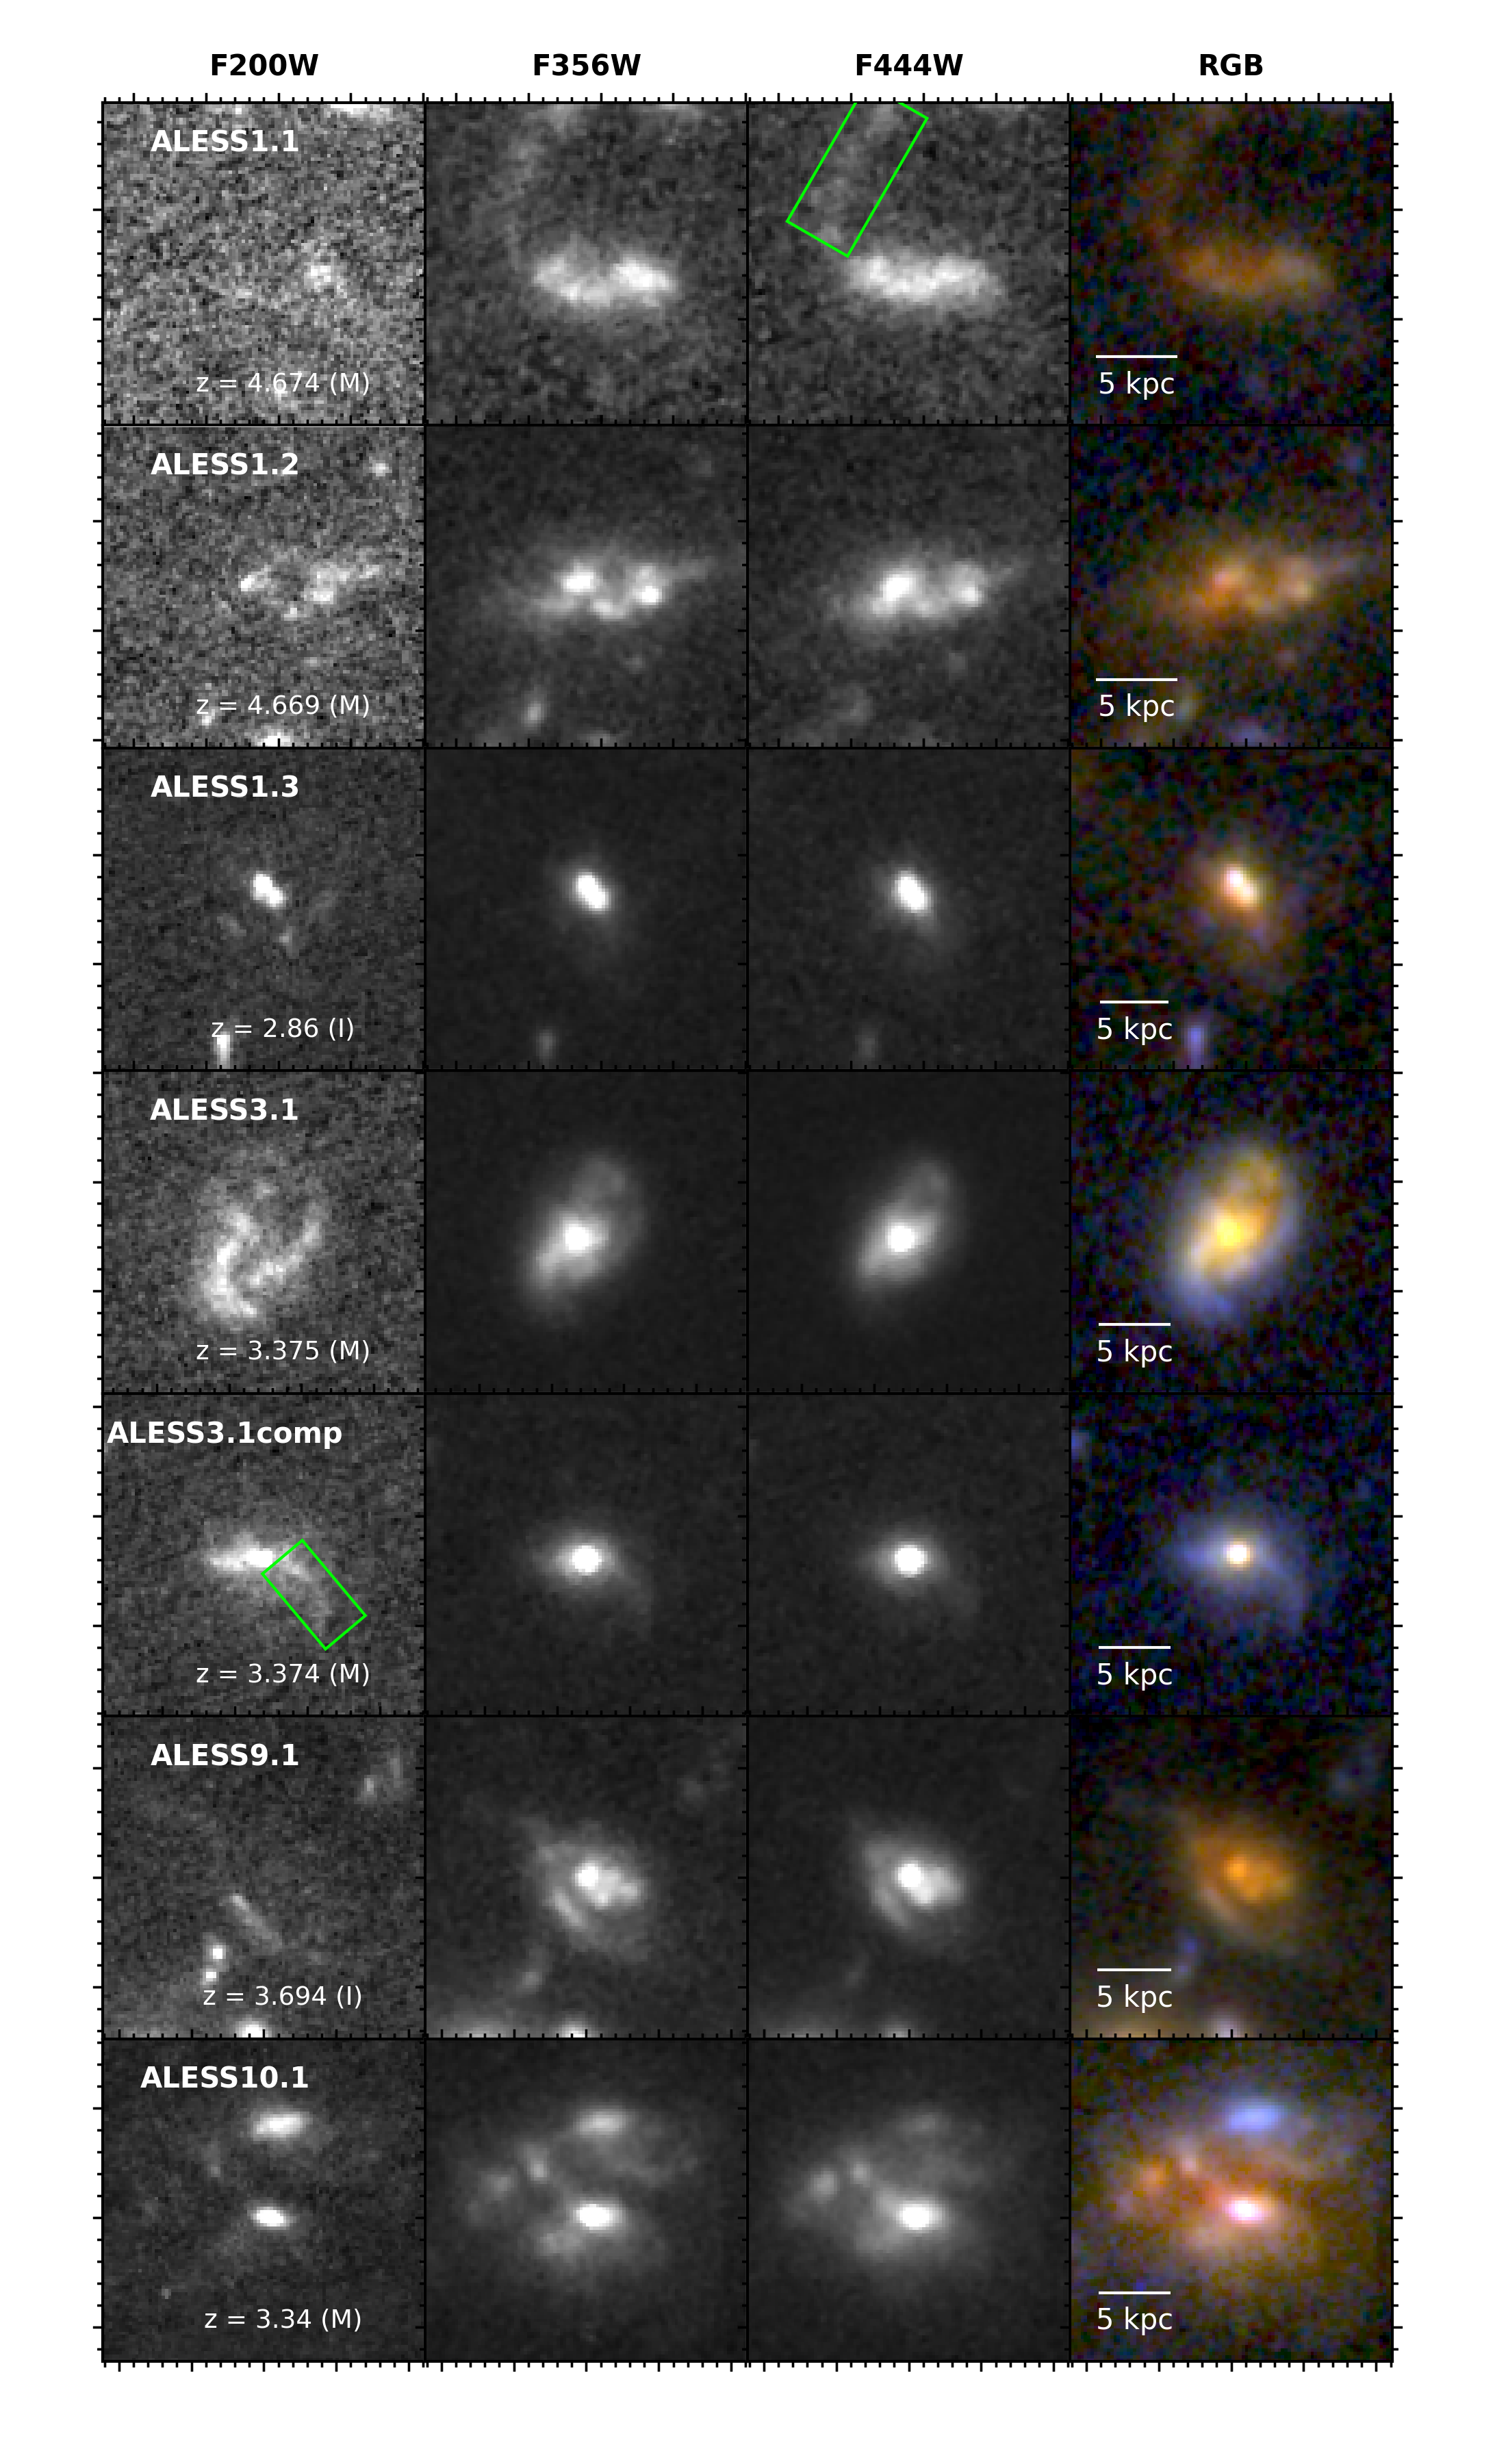 F200W F356W F444W RGB
ALESS1.1
z = 4.674 (M)
5 kpc
ALESS1.2
z = 4.669 (M)
5 kpc
ALESS1.3
z = 2.86 (I)
5 kpc
ALESS3.1
z = 3.375 (M)
5 kpc
ALESS3.1comp
z = 3.374 (M)
5 kpc
ALESS9.1
z = 3.694 (I)
5 kpc
ALESS10.1
z = 3.34 (M)
5 kpc